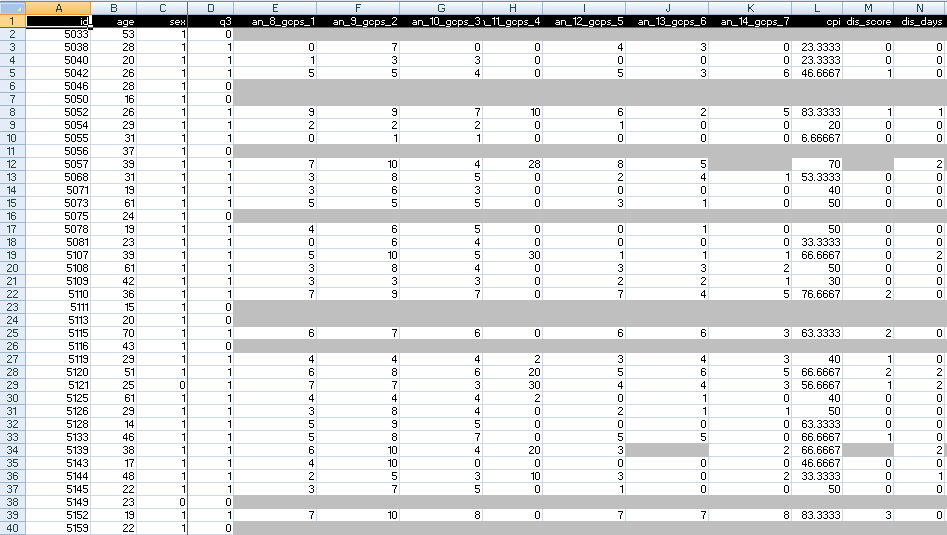 A B C D E F G H I J K L M N
1 id age sex q3 an_8_gcps_1 an_9_gcps_2 an_10_gcps_3 \_11_gcps_4 an_12_gcps_5 an_13_gcps_6 an_14_gcps_7 cpi dis_score dis_days
2 5033 53 1 0
3 5038 28 1 1 0 7 0 0 4 3 0 23.3333 0 0
4 5040 20 1 1 1 3 3 0 0 0 0 23.3333 0 0
5 5042 26 1 1 5 5 4 0 5 3 6 46.6667 1 0
6 5046 28 1 0
7 5050 16 1 0
8 5052 26 1 1 9 9 7 10 6 2 5 83.3333 1 1
9 5054 29 1 1 2 2 2 0 1 0 0 20 0 0
10 5055 31 1 1 0 1 1 0 0 0 0 6.66667 0 0
11 5056 37 1 0
12 5057 39 1 1 7 10 4 28 8 5 70 2
13 5068 31 1 1 3 8 5 0 2 4 1 53.3333 0 0
14 5071 19 1 1 3 6 3 0 0 0 0 40 0 0
15 5073 61 1 1 5 5 5 0 3 1 0 50 0 0
16 5075 24 1 0
17 5078 19 1 1 4 6 5 0 0 1 0 50 0 0
18 5081 23 1 1 0 6 4 0 0 0 0 33.3333 0 0
19 5107 39 1 1 5 10 5 30 1 1 1 66.6667 0 2
20 5108 61 1 1 3 8 4 0 3 3 2 50 0 0
21 5109 42 1 1 3 3 3 0 2 2 1 30 0 0
22 5110 36 1 1 7 9 7 0 7 4 5 76.6667 2 0
23 5111 15 1 0
24 5113 20 1 0
25 5115 70 1 1 6 7 6 0 6 6 3 63.3333 2 0
26 5116 43 1 0
27 5119 29 1 1 4 4 4 2 3 4 3 40 1 0
28 5120 51 1 1 6 8 6 20 5 6 5 66.6667 2 2
29 5121 25 0 1 7 7 3 30 4 4 3 56.6667 1 2
30 5125 61 1 1 4 4 4 2 0 1 0 40 0 0
31 5126 29 1 1 3 8 4 0 2 1 1 50 0 0
32 5128 14 1 1 5 9 5 0 0 0 0 63.3333 0 0
33 5133 46 1 1 5 8 7 0 5 5 0 66.6667 1 0
34 5139 38 1 1 6 10 4 20 3 2 66.6667 2
35 5143 17 1 1 4 10 0 0 0 0 0 46.6667 0 0
36 5144 48 1 1 2 5 3 10 3 0 2 33.3333 0 1
37 5145 22 1 1 3 7 5 0 1 0 0 50 0 0
38 5149 23 0 0
39 5152 19 1 1 7 10 8 0 7 7 8 83.3333 3 0
40 5159 22 1 0